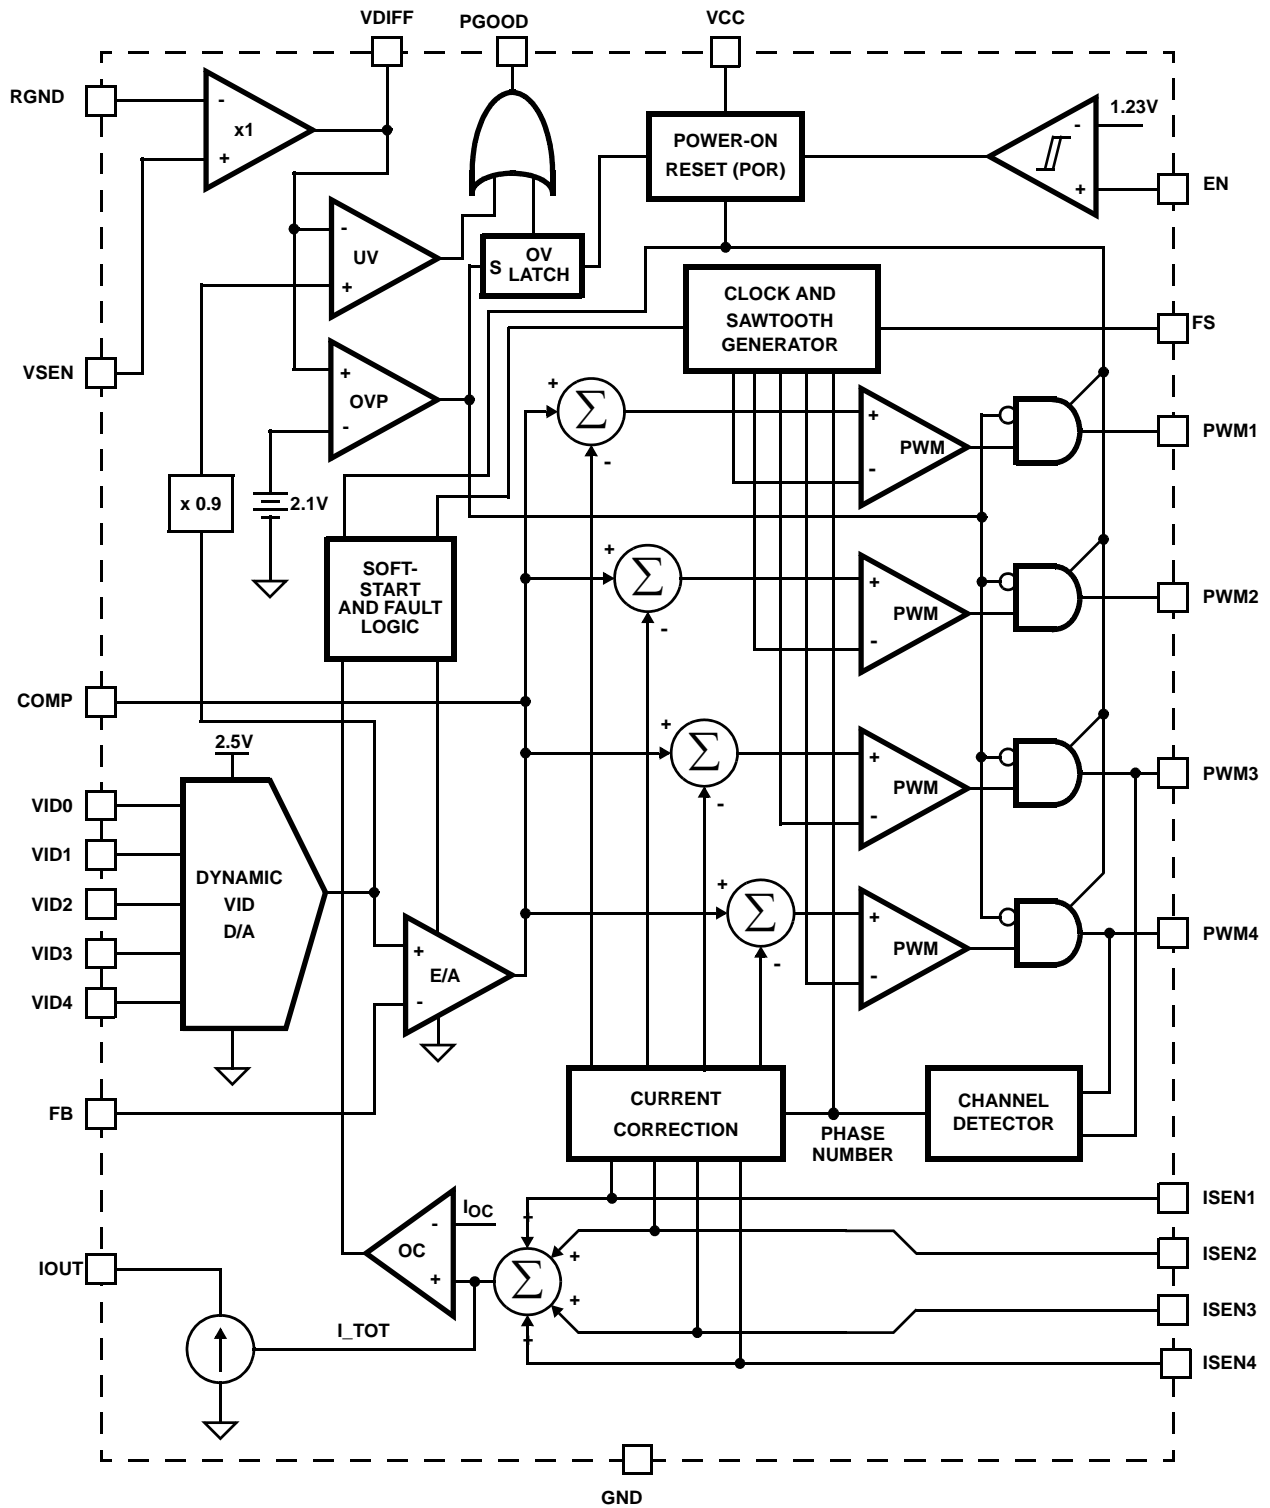 VDIFF
PGOOD
VCC
RGND
-
x1
+
POWER-ON
RESET (POR)
1.23V
-
+
EN
-
UV
+
S
OV
LATCH
CLOCK AND
SAWTOOTH
GENERATOR
FS
VSEN
+
OVP
-
+
Σ
-
+
PWM
-
PWM1
x 0.9
2.1V
SOFT-
START
AND FAULT
LOGIC
+
Σ
-
+
PWM
-
PWM2
COMP
2.5V
+
Σ
-
+
PWM
-
PWM3
VID0
VID1
VID2
VID3
VID4
DYNAMIC
VID
D/A
+
E/A
-
+
Σ
-
+
PWM
-
PWM4
FB
CURRENT
CORRECTION
PHASE
NUMBER
CHANNEL
DETECTOR
ISEN1
IOC
-
OC
+
+
Σ
+
+
+
ISEN2
IOUT
ISEN3
I_TOT
ISEN4
GND